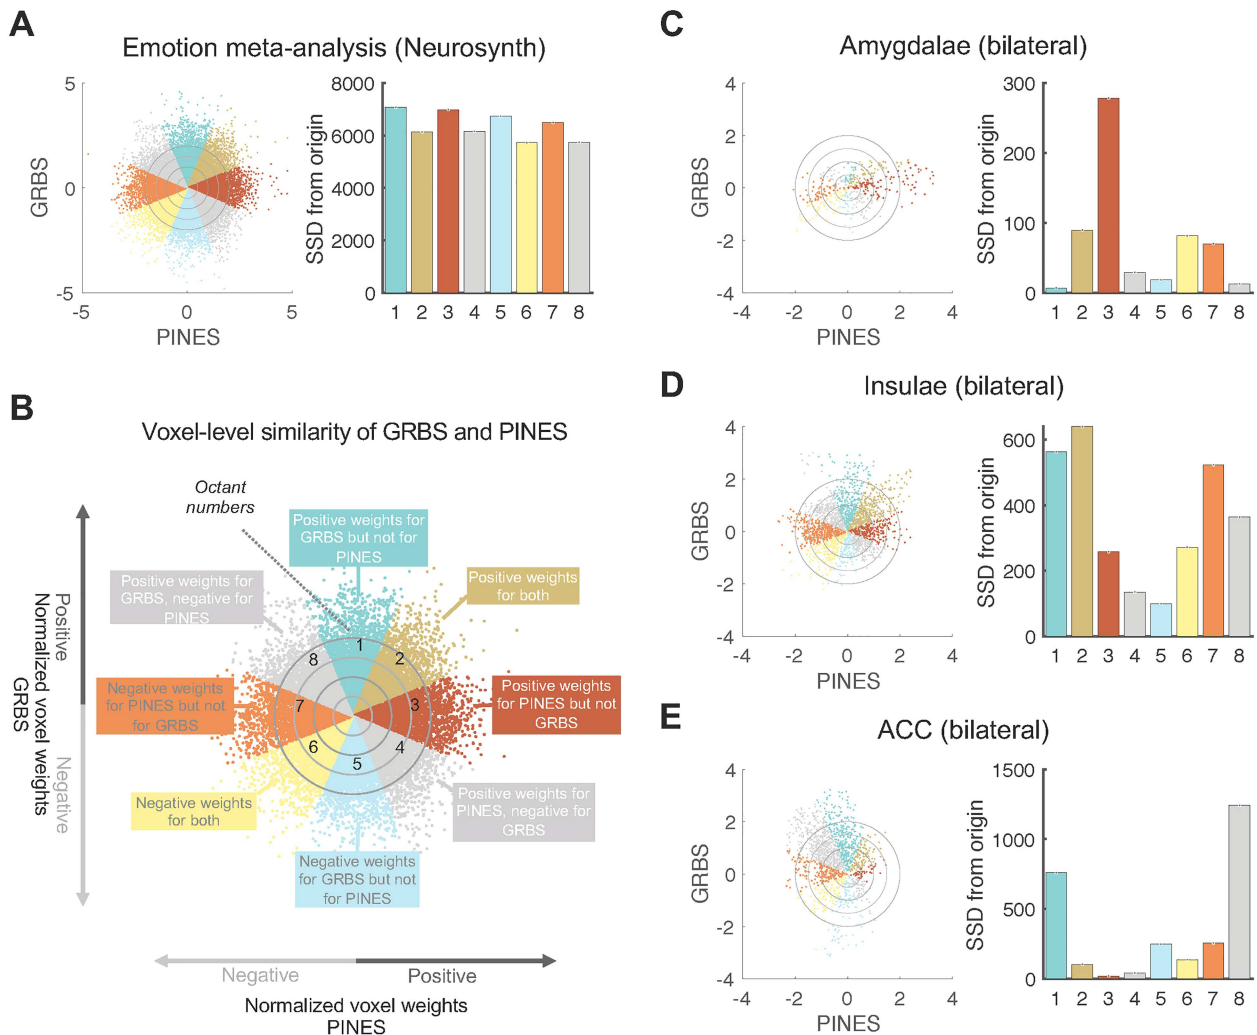 A
Emotion meta-analysis (Neurosynth)
5
0
-5
-5
0
5
GRBS
PINES
8000
6000
4000
2000
0
SSD from origin
1 2 3 4 5 6 7 8
B
Voxel-level similarity of GRBS and PINES
Octant
numbers
Positive weights for
GRBS but not for
PINES
Positive weights for
GRBS, negative for
PINES
Positive weights
for both
Negative weights
for PINES but not
for GRBS
Positive weights
for PINES but not
GRBS
Negative weights
for both
Positive weights for
PINES, negative for
GRBS
Negative weights
for GRBS but not
for PINES
1
2
3
4
5
6
7
8
Positive
Negative
Normalized voxel weights
GRBS
Negative
Positive
Normalized voxel weights
PINES
C
Amygdalae (bilateral)
4
2
0
-2
-4
-4 -2 0 2 4
GRBS
PINES
300
200
100
0
SSD from origin
1 2 3 4 5 6 7 8
D
Insulae (bilateral)
4
2
0
-2
-4
-4 -2 0 2 4
GRBS
PINES
600
400
200
0
SSD from origin
1 2 3 4 5 6 7 8
E
ACC (bilateral)
4
2
0
-2
-4
-4 -2 0 2 4
GRBS
PINES
1500
1000
500
0
SSD from origin
1 2 3 4 5 6 7 8